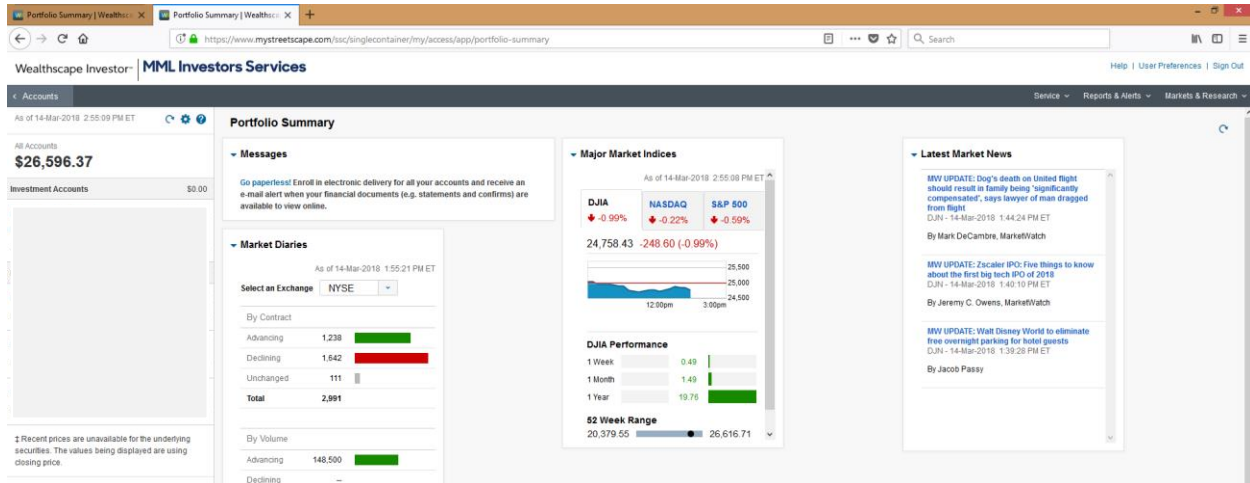 Portfolio Summary | Wealthsca
Portfolio Summary | Wealthsca
https://www.mystreetscape.com/ssc/singlecontainer/my/access/app/portfolio-summary
Search
Wealthscape Investor℠
MML Investors Services
Help | User Preferences | Sign Out
< Accounts
Service
Reports & Alerts
Markets & Research
As of 14-Mar-2018 2:55:09 PM ET
All Accounts
$26,596.37
Investment Accounts $0.00
‡ Recent prices are unavailable for the underlying
securities. The values being displayed are using
closing price.
Portfolio Summary
Messages
Go paperless! Enroll in electronic delivery for all your accounts and receive an
e-mail alert when your financial documents (e.g. statements and confirms) are
available to view online.
Market Diaries
As of 14-Mar-2018 1:55:21 PM ET
Select an Exchange NYSE
By Contract
Advancing 1,238
Declining 1,642
Unchanged 111
Total 2,991
By Volume
Advancing 148,500
Declining –
Major Market Indices
As of 14-Mar-2018 2:55:08 PM ET
DJIA NASDAQ S&P 500
-0.99% -0.22% -0.59%
24,758.43 -248.60 (-0.99%)
25,500
25,000
24,500
12:00pm 3:00pm
DJIA Performance
1 Week 0.49
1 Month 1.49
1 Year 19.76
52 Week Range
20,379.55 26,616.71
Latest Market News
MW UPDATE: Dog's death on United flight
should result in family being 'significantly
compensated', says lawyer of man dragged
from flight
DJN - 14-Mar-2018 1:44:24 PM ET
By Mark DeCambre, MarketWatch
MW UPDATE: Zscaler IPO: Five things to know
about the first big tech IPO of 2018
DJN - 14-Mar-2018 1:40:10 PM ET
By Jeremy C. Owens, MarketWatch
MW UPDATE: Walt Disney World to eliminate
free overnight parking for hotel guests
DJN - 14-Mar-2018 1:39:28 PM ET
By Jacob Passy